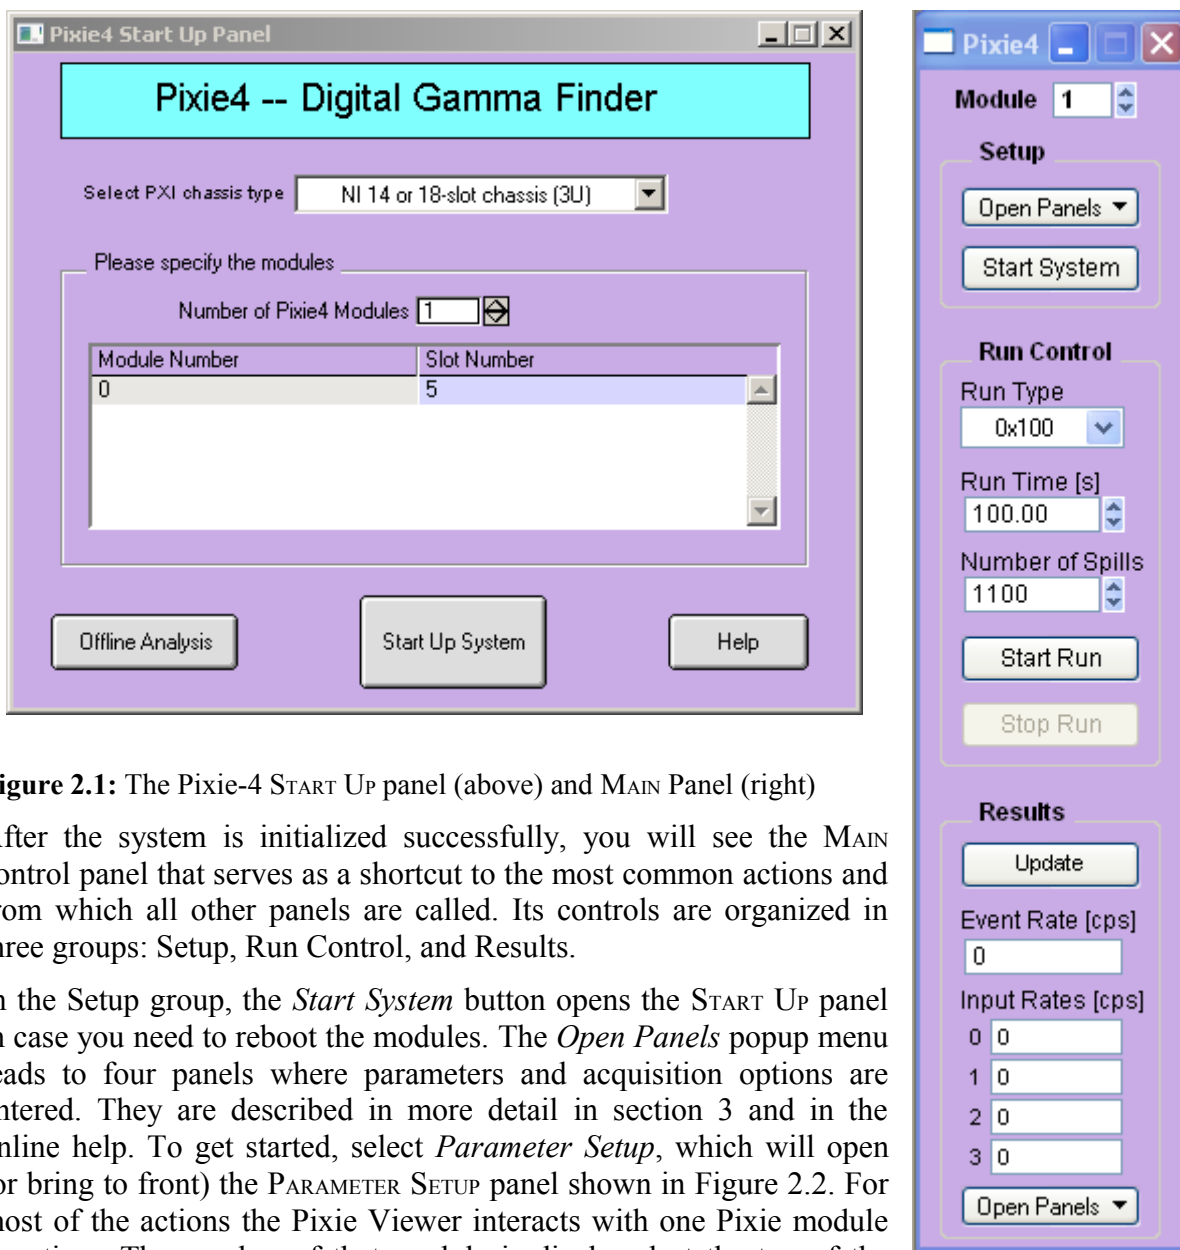 Pixie4 Start Up Panel
Pixie4 -- Digital Gamma Finder
Select PXI chassis type NI 14 or 18-slot chassis (3U)
Please specify the modules
Number of Pixie4 Modules 1
Module Number Slot Number
0 5
Offline Analysis Start Up System Help
Pixie4
Module 1
Setup
Open Panels
Start System
Run Control
Run Type
0x100
Run Time [s]
100.00
Number of Spills
1100
Start Run
Stop Run
Results
Update
Event Rate [cps]
0
Input Rates [cps]
0 0
1 0
2 0
3 0
Open Panels
igure 2.1: The Pixie-4 START UP panel (above) and MAIN Panel (right)
fter the system is initialized successfully, you will see the MAIN
ontrol panel that serves as a shortcut to the most common actions and
rom which all other panels are called. Its controls are organized in
hree groups: Setup, Run Control, and Results.
n the Setup group, the Start System button opens the START UP panel
n case you need to reboot the modules. The Open Panels popup menu
eads to four panels where parameters and acquisition options are
ntered. They are described in more detail in section 3 and in the
nline help. To get started, select Parameter Setup, which will open
or bring to front) the PARAMETER SETUP panel shown in Figure 2.2. For
ost of the actions the Pixie Viewer interacts with one Pixie module